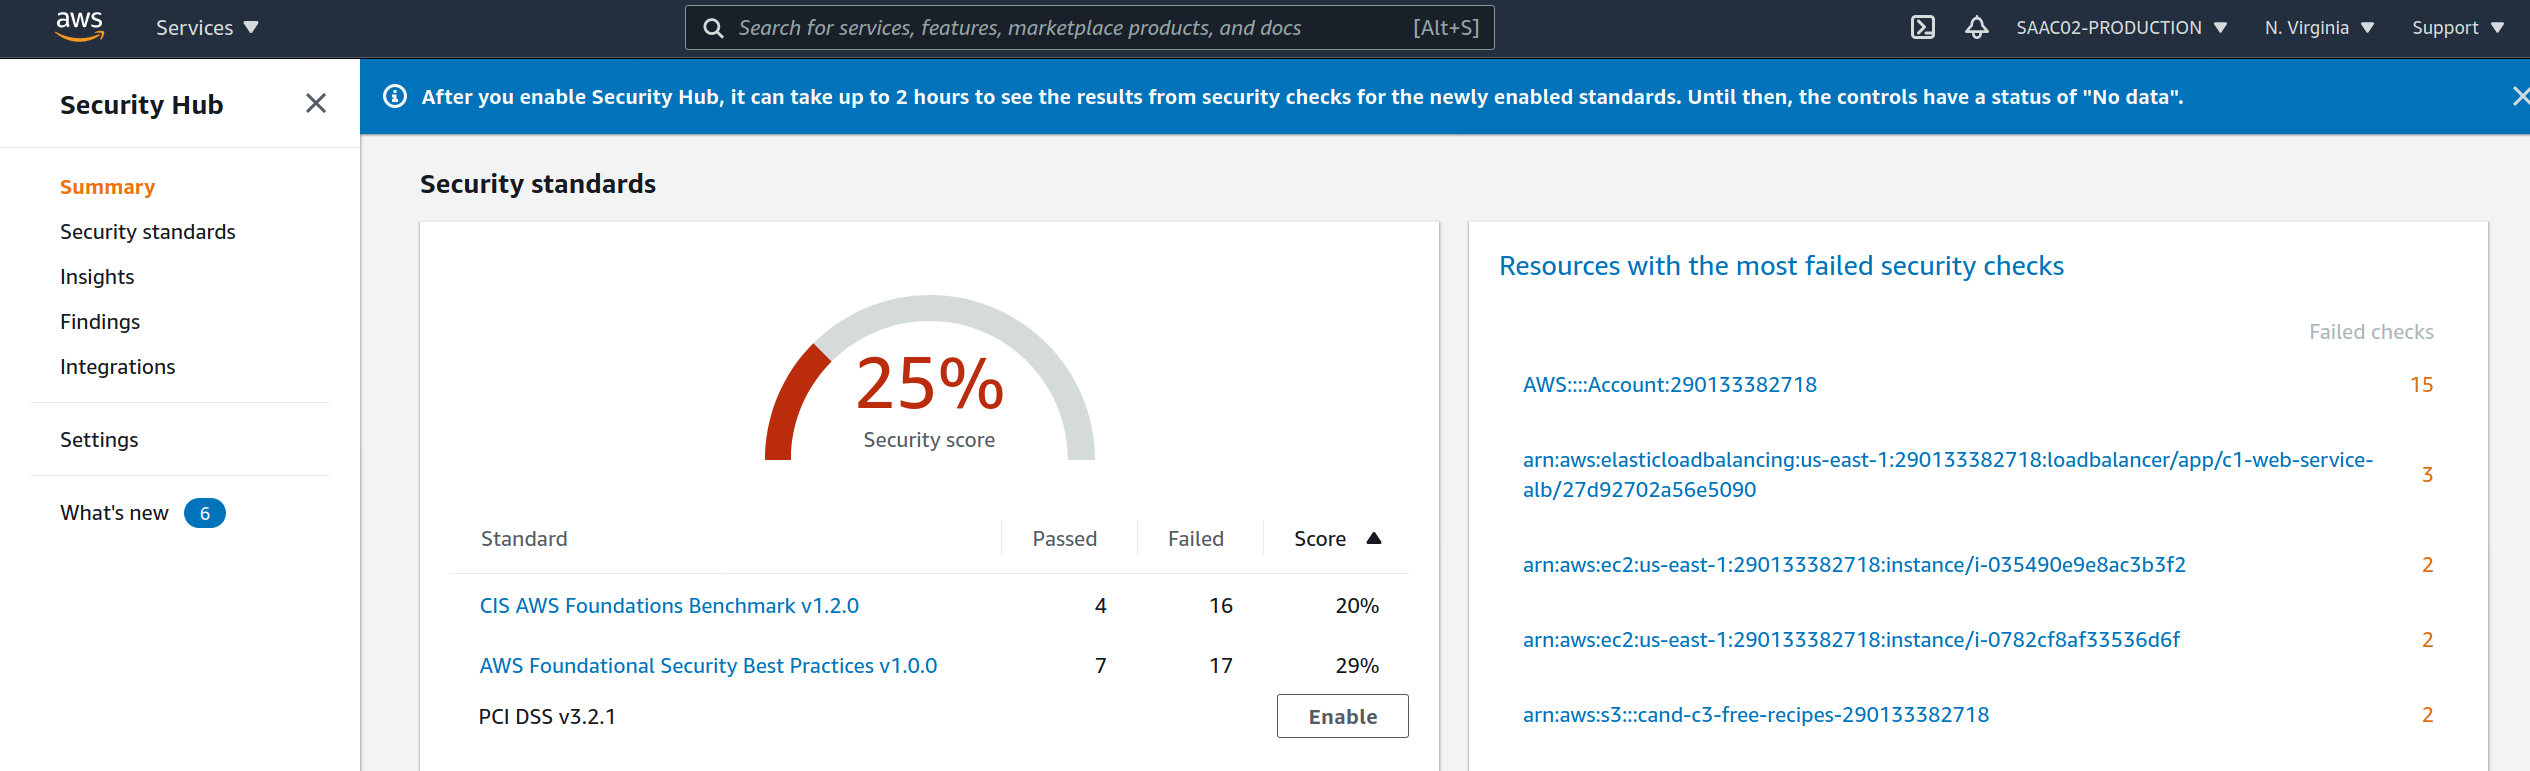 aws
Services
Search for services, features, marketplace products, and docs
[Alt+S]
SAAC02-PRODUCTION
N. Virginia
Support
Security Hub
After you enable Security Hub, it can take up to 2 hours to see the results from security checks for the newly enabled standards. Until then, the controls have a status of "No data".
Summary
Security standards
Insights
Findings
Integrations
Settings
What's new 6
Security standards
25%
Security score
Standard Passed Failed Score
CIS AWS Foundations Benchmark v1.2.0 4 16 20%
AWS Foundational Security Best Practices v1.0.0 7 17 29%
PCI DSS v3.2.1 Enable
Resources with the most failed security checks
Failed checks
AWS::::Account:290133382718 15
arn:aws:elasticloadbalancing:us-east-1:290133382718:loadbalancer/app/c1-web-service-
alb/27d92702a56e5090 3
arn:aws:ec2:us-east-1:290133382718:instance/i-035490e9e8ac3b3f2 2
arn:aws:ec2:us-east-1:290133382718:instance/i-0782cf8af33536d6f 2
arn:aws:s3:::cand-c3-free-recipes-290133382718 2